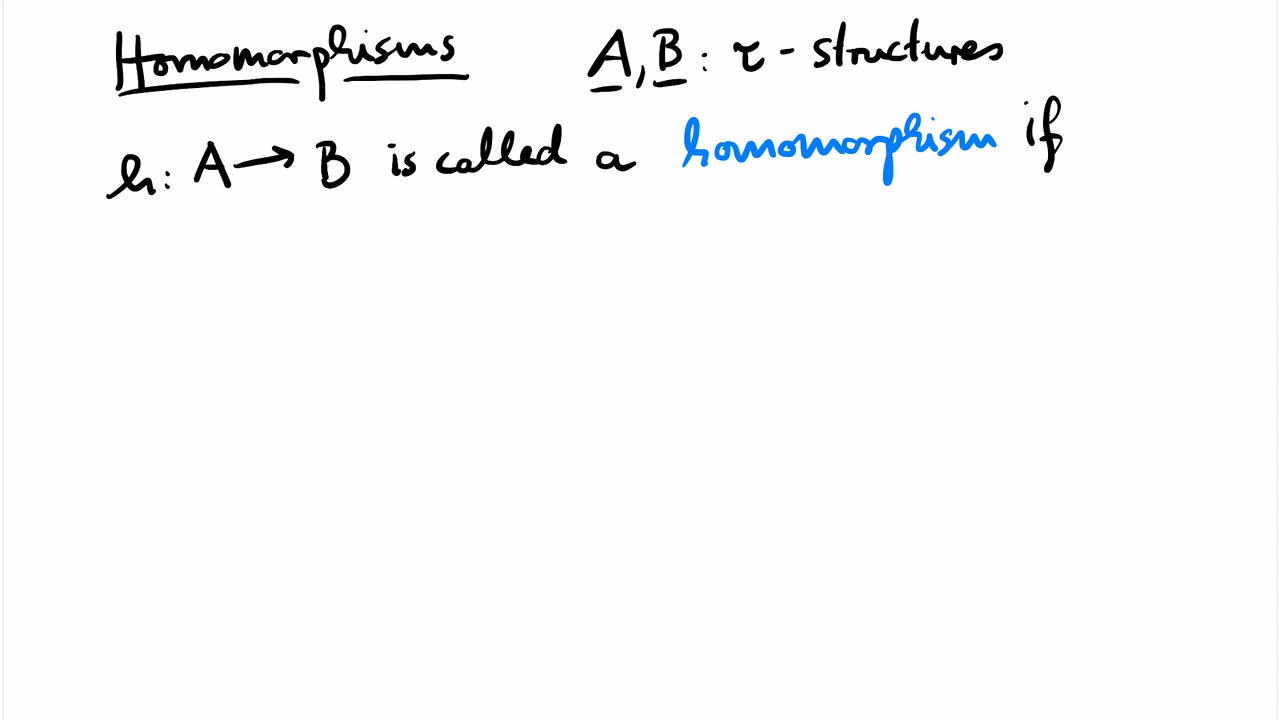 Homomorphisms A, B : τ - structures
h : A → B is called a homomorphism if